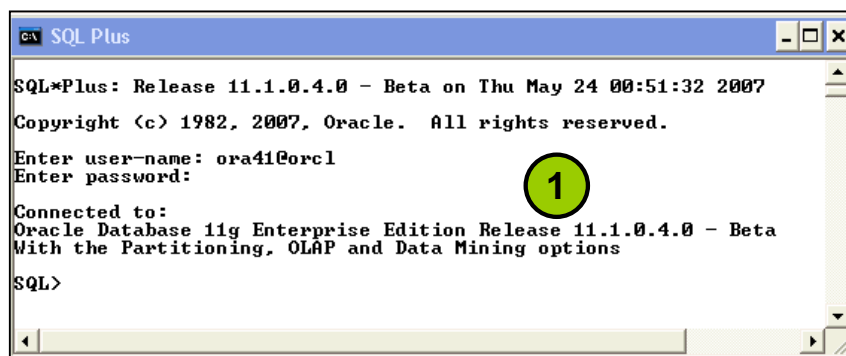 SQL Plus
SQL*Plus: Release 11.1.0.4.0 - Beta on Thu May 24 00:51:32 2007
Copyright (c) 1982, 2007, Oracle.  All rights reserved.
Enter user-name: ora41@orcl
Enter password:
1
Connected to:
Oracle Database 11g Enterprise Edition Release 11.1.0.4.0 - Beta
With the Partitioning, OLAP and Data Mining options
SQL>